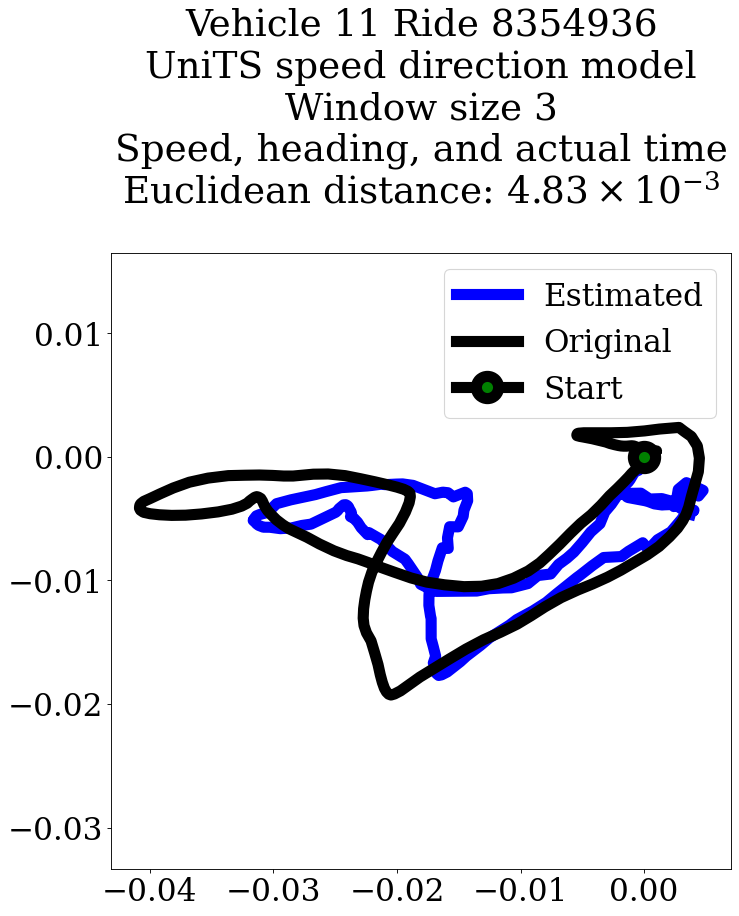 Vehicle 11 Ride 8354936
UniTS speed direction model
Window size 3
Speed, heading, and actual time
Euclidean distance: 4.83 × 10⁻³
Estimated
Original
Start
0.01
0.00
−0.01
−0.02
−0.03
−0.04 −0.03 −0.02 −0.01 0.00